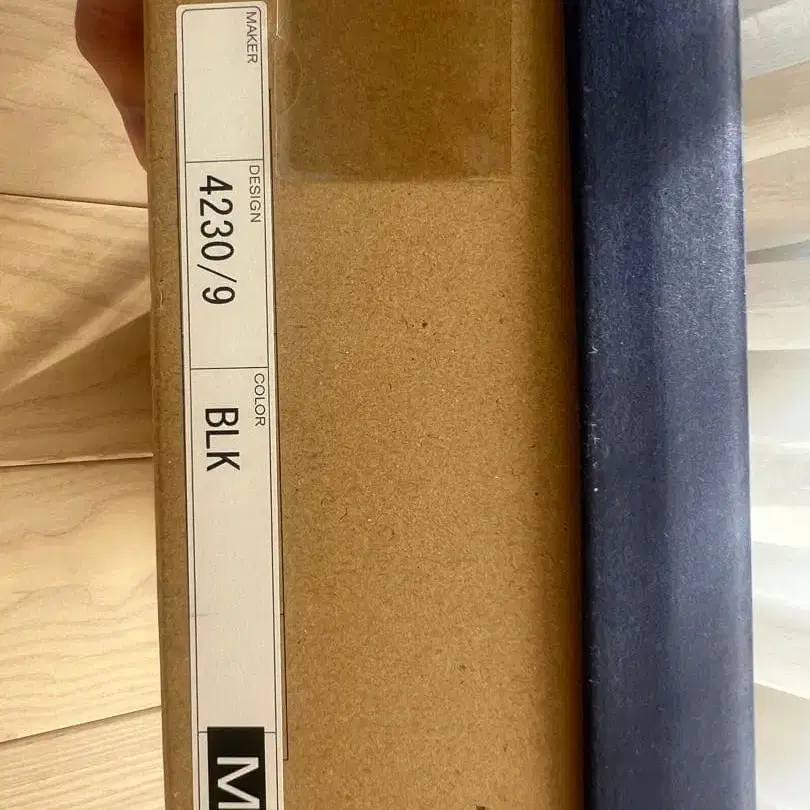 MAKER
DESIGN
4230/9
COLOR
BLK
M